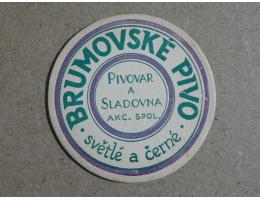 BRUMOVSKÉ PIVO
PIVOVAR
A
SLADOVNA
AKC. SPOL.
· světlé a černé ·